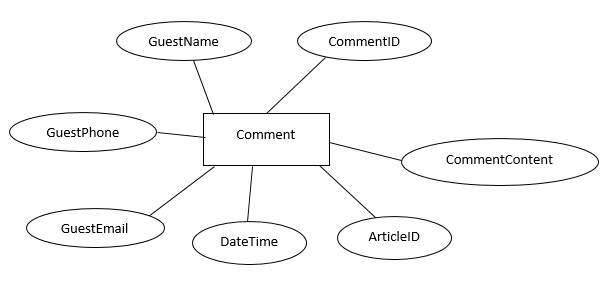 GuestName
CommentID
GuestPhone
Comment
CommentContent
GuestEmail
DateTime
ArticleID